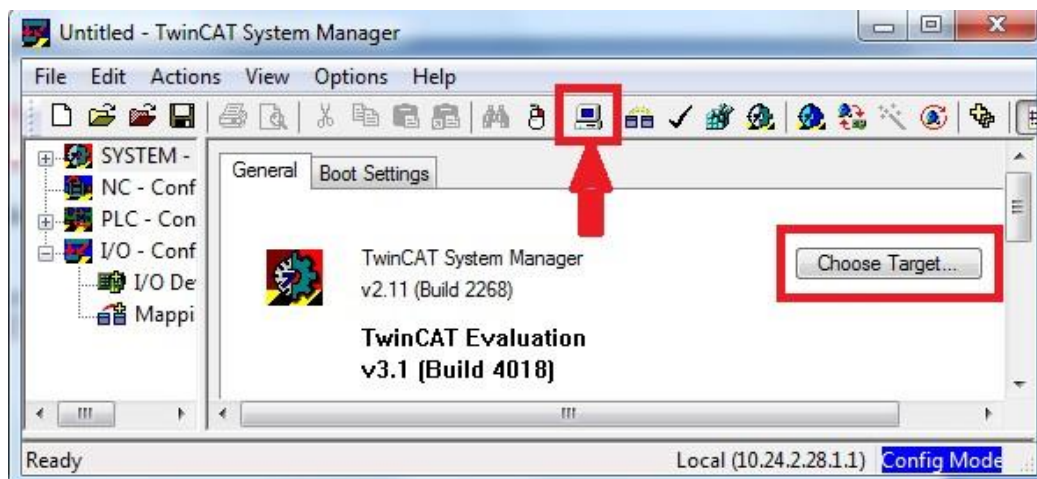 Untitled - TwinCAT System Manager
File Edit Actions View Options Help
SYSTEM -
NC - Conf
PLC - Con
I/O - Conf
I/O De
Mappi
General Boot Settings
TwinCAT System Manager
v2.11 (Build 2268)
Choose Target...
TwinCAT Evaluation
v3.1 (Build 4018)
Ready Local (10.24.2.28.1.1) Config Mode